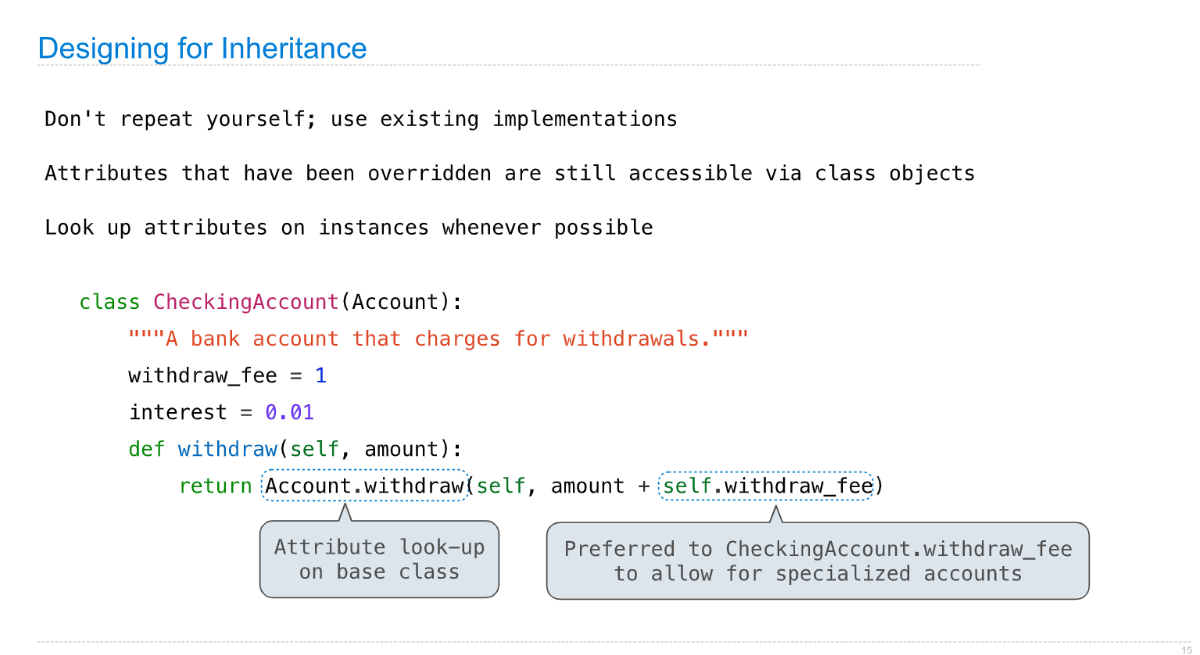 Designing for Inheritance
Don't repeat yourself; use existing implementations
Attributes that have been overridden are still accessible via class objects
Look up attributes on instances whenever possible
class CheckingAccount(Account):
"""A bank account that charges for withdrawals."""
withdraw_fee = 1
interest = 0.01
def withdraw(self, amount):
return Account.withdraw(self, amount + self.withdraw_fee)
Attribute look-up
on base class
Preferred to CheckingAccount.withdraw_fee
to allow for specialized accounts
15